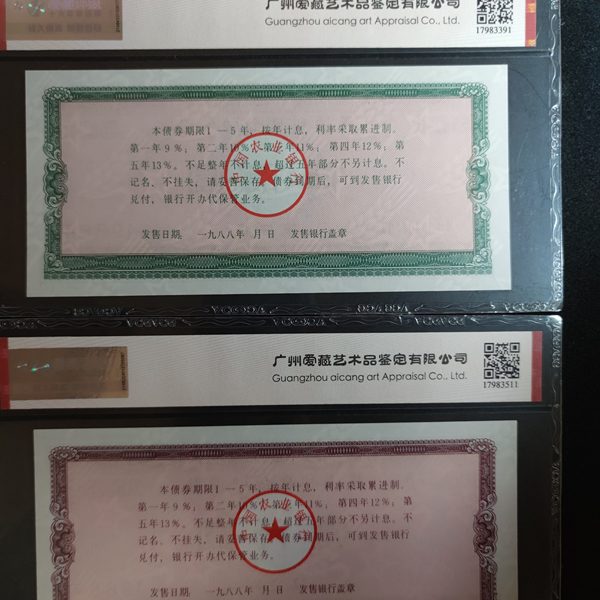 广州爱藏艺术品鉴定有限公司
Guangzhou aicang art Appraisal Co., Ltd.
17983391
本债券期限1—5年，按年计息，利率采取累进制。
第一年9%；第二年10%；第三年11%；第四年12%；第
五年13%。不足整年不计息，超过五年部分不另计息。不
记名，不挂失，请妥善保存。债券到期后，可到发售银行
兑付，银行开办代保管业务。
中国农业银行
发售日期： 一九八八年 月 日 发售银行盖章
广州爱藏艺术品鉴定有限公司
Guangzhou aicang art Appraisal Co., Ltd.
17983511
本债券期限1—5年，按年计息，利率采取累进制。
第一年9%；第二年10%；第三年11%；第四年12%；第
五年13%。不足整年不计息，超过五年部分不另计息。不
记名，不挂失，请妥善保存。债券到期后，可到发售银行
兑付，银行开办代保管业务。
中国农业银行
发售日期： 一九八八年 月 日 发售银行盖章